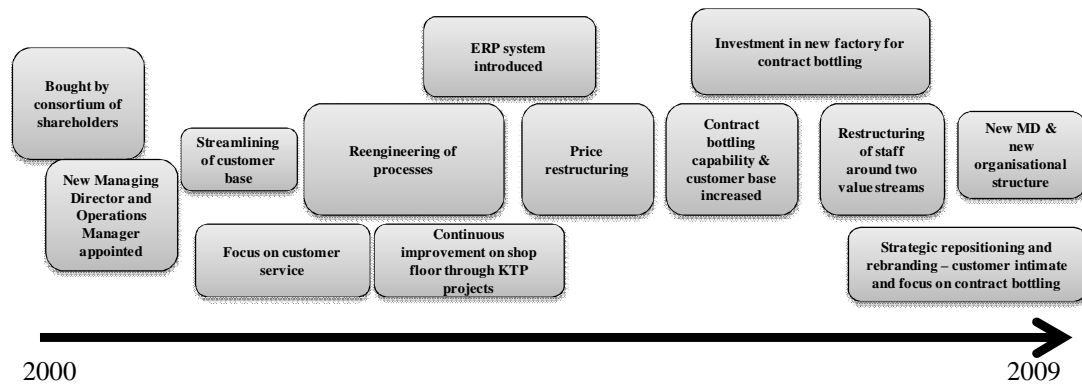 Bought by
consortium of
shareholders
New Managing
Director and
Operations
Manager
appointed
Streamlining
of customer
base
Focus on customer
service
Reengineering of
processes
Continuous
improvement on shop
floor through KTP
projects
ERP system
introduced
Price
restructuring
Contract
bottling
capability &
customer base
increased
Investment in new factory for
contract bottling
Restructuring
of staff
around two
value streams
New MD &
new
organisational
structure
Strategic repositioning and
rebranding – customer intimate
and focus on contract bottling
2000
2009